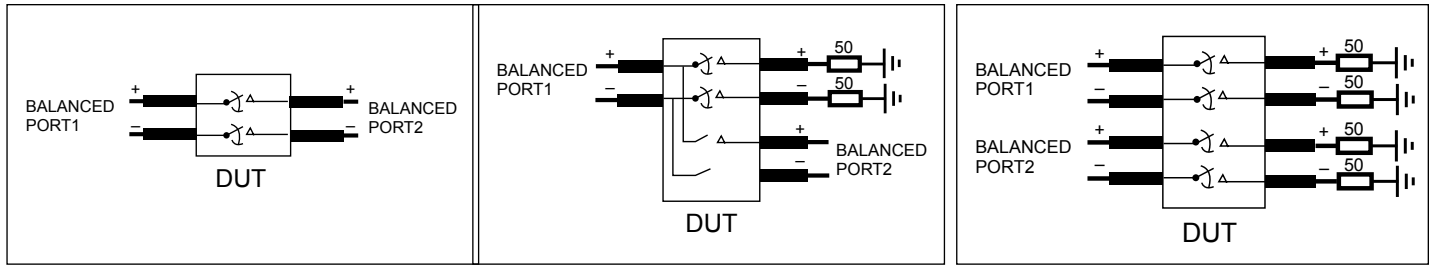 +
+
BALANCED
PORT1
BALANCED
PORT2
–
–
DUT
+
+
50
BALANCED
PORT1
–
–
50
+
BALANCED
PORT2
–
DUT
+
+
50
BALANCED
PORT1
–
–
50
+
+
50
BALANCED
PORT2
–
–
50
DUT